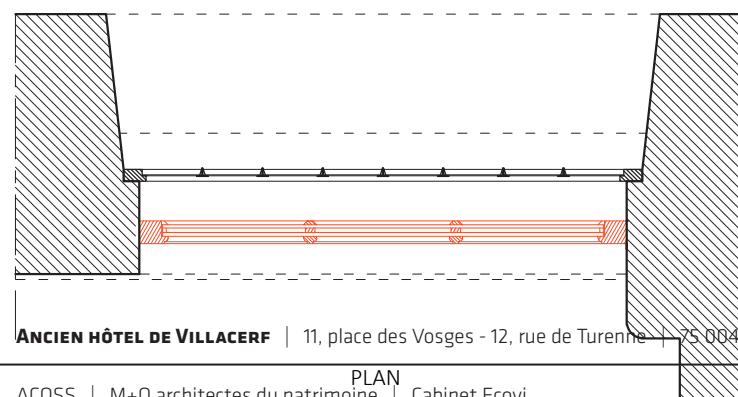 ANCIEN HÔTEL DE VILLACERF | 11, place des Vosges - 12, rue de Turenne | 75 004
PLAN
ACOSS | M+O architectes du patrimoine | Cabinet Ecovi